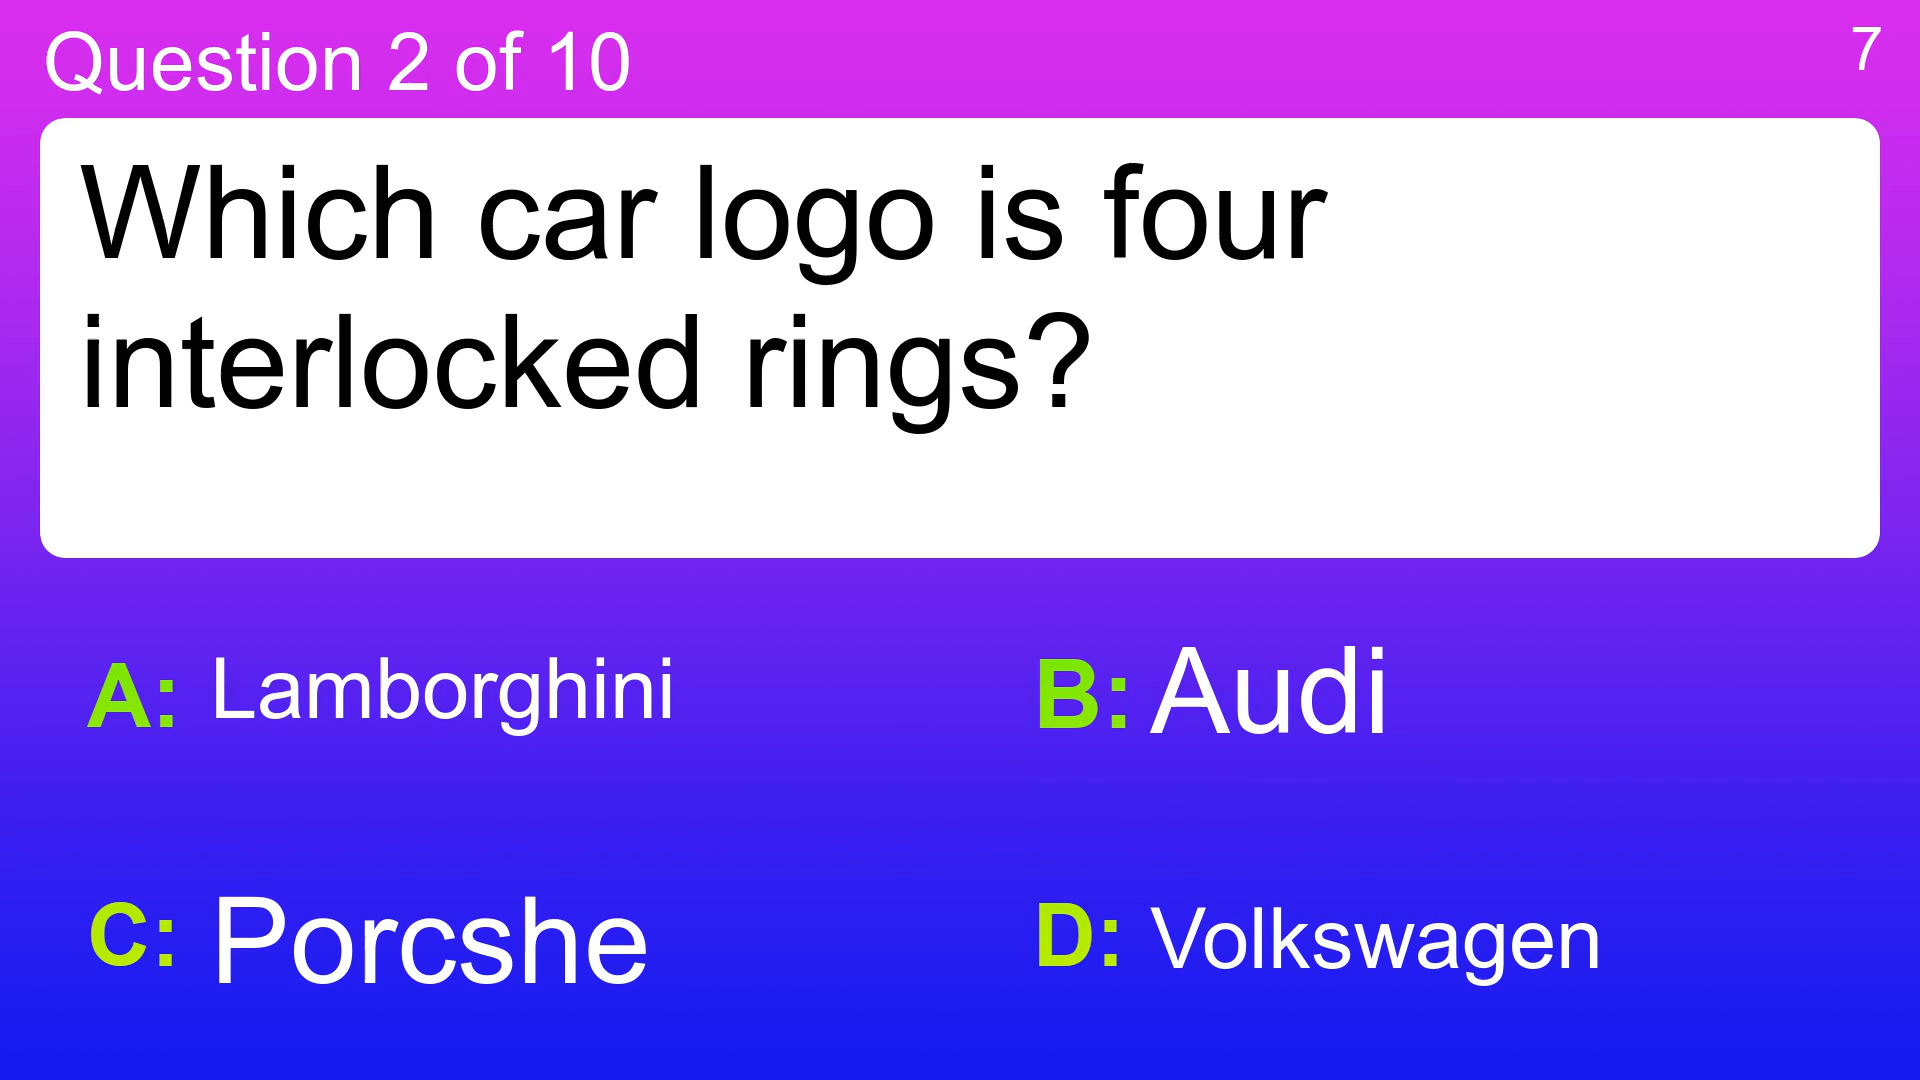 Question 2 of 10
7
Which car logo is four
interlocked rings?
A: Lamborghini
B: Audi
C: Porcshe
D: Volkswagen